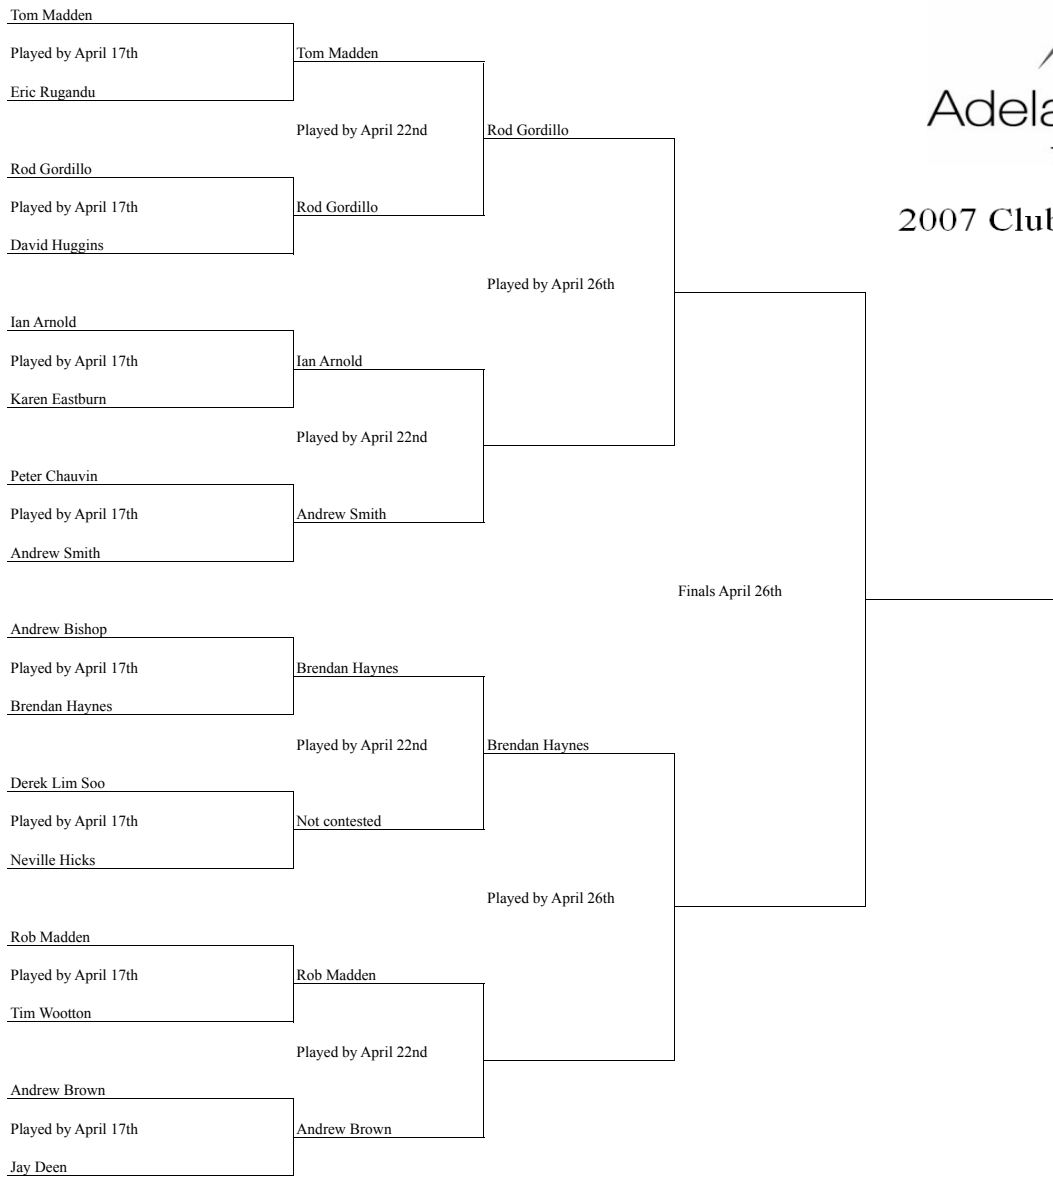 Tom Madden
Played by April 17th
Tom Madden
Eric Rugandu
Played by April 22nd
Rod Gordillo
Rod Gordillo
Played by April 17th
Rod Gordillo
David Huggins
Played by April 26th
Ian Arnold
Played by April 17th
Ian Arnold
Karen Eastburn
Played by April 22nd
Peter Chauvin
Played by April 17th
Andrew Smith
Andrew Smith
Finals April 26th
Andrew Bishop
Played by April 17th
Brendan Haynes
Brendan Haynes
Played by April 22nd
Brendan Haynes
Derek Lim Soo
Played by April 17th
Not contested
Neville Hicks
Played by April 26th
Rob Madden
Played by April 17th
Rob Madden
Tim Wootton
Played by April 22nd
Andrew Brown
Played by April 17th
Andrew Brown
Jay Deen
Adela
2007 Club